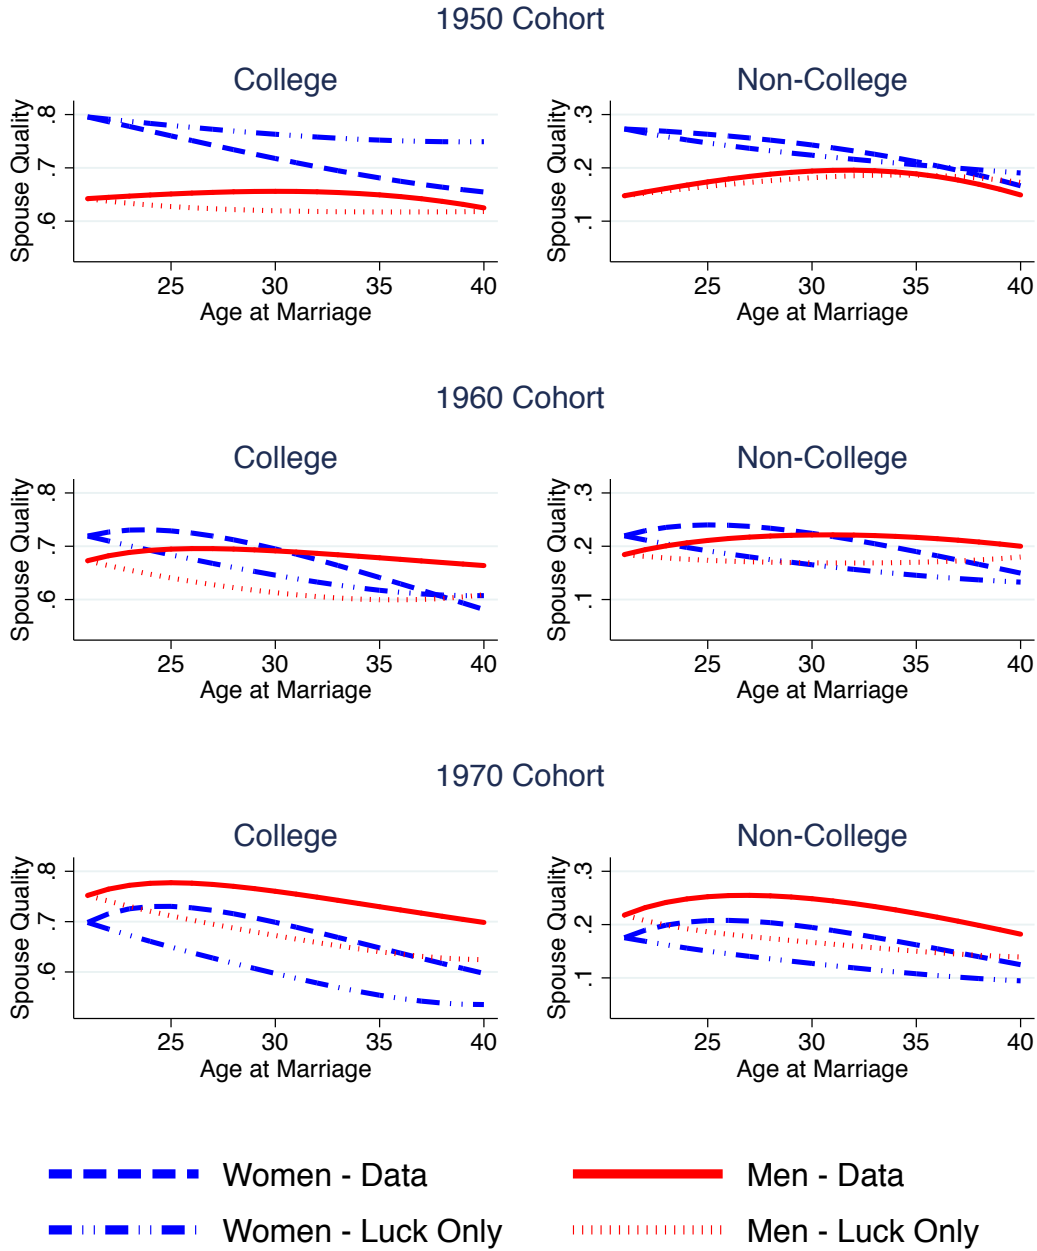 1950 Cohort
College
Non-College
Spouse Quality
.8
.7
.6
25 30 35 40
Age at Marriage
Spouse Quality
.3
.2
.1
25 30 35 40
Age at Marriage
1960 Cohort
College
Non-College
Spouse Quality
.8
.7
.6
25 30 35 40
Age at Marriage
Spouse Quality
.3
.2
.1
25 30 35 40
Age at Marriage
1970 Cohort
College
Non-College
Spouse Quality
.8
.7
.6
25 30 35 40
Age at Marriage
Spouse Quality
.3
.2
.1
25 30 35 40
Age at Marriage
Women - Data
Men - Data
Women - Luck Only
Men - Luck Only